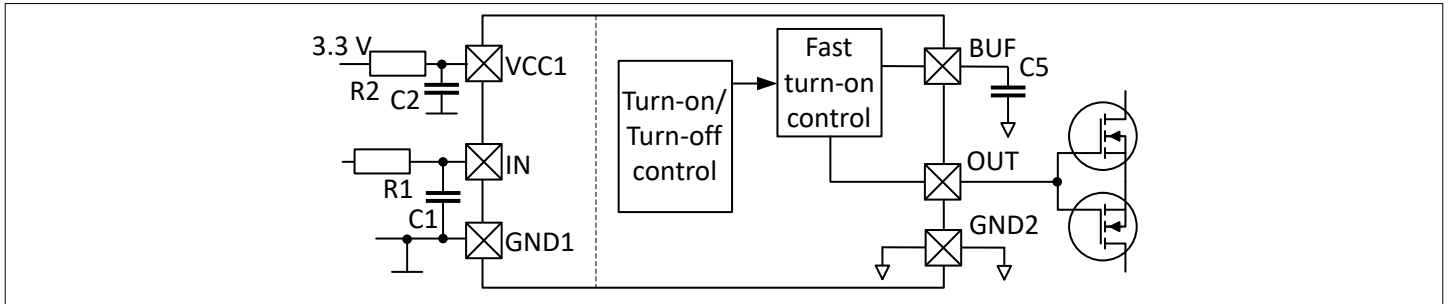 3.3 V
VCC1
R2
C2
IN
R1
C1
GND1
Turn-on/
Turn-off
control
Fast
turn-on
control
BUF
C5
OUT
GND2